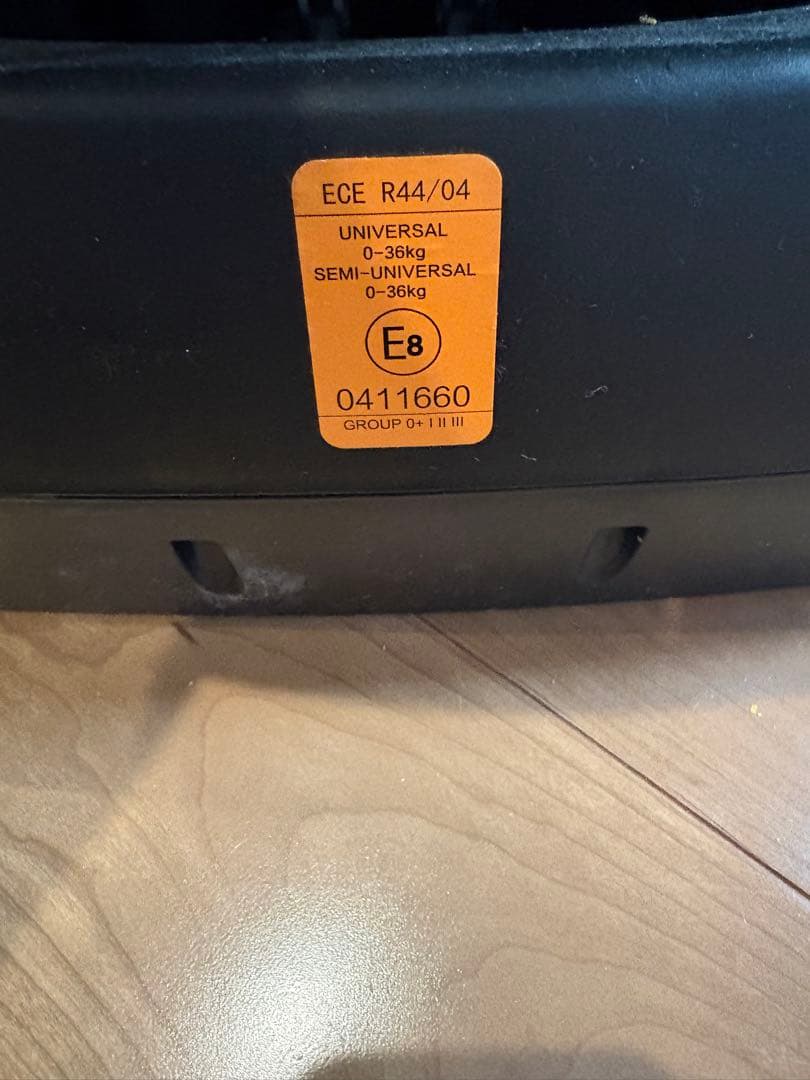 ECE R44/04
UNIVERSAL
0-36kg
SEMI-UNIVERSAL
0-36kg
E8
0411660
GROUP 0+ I II III